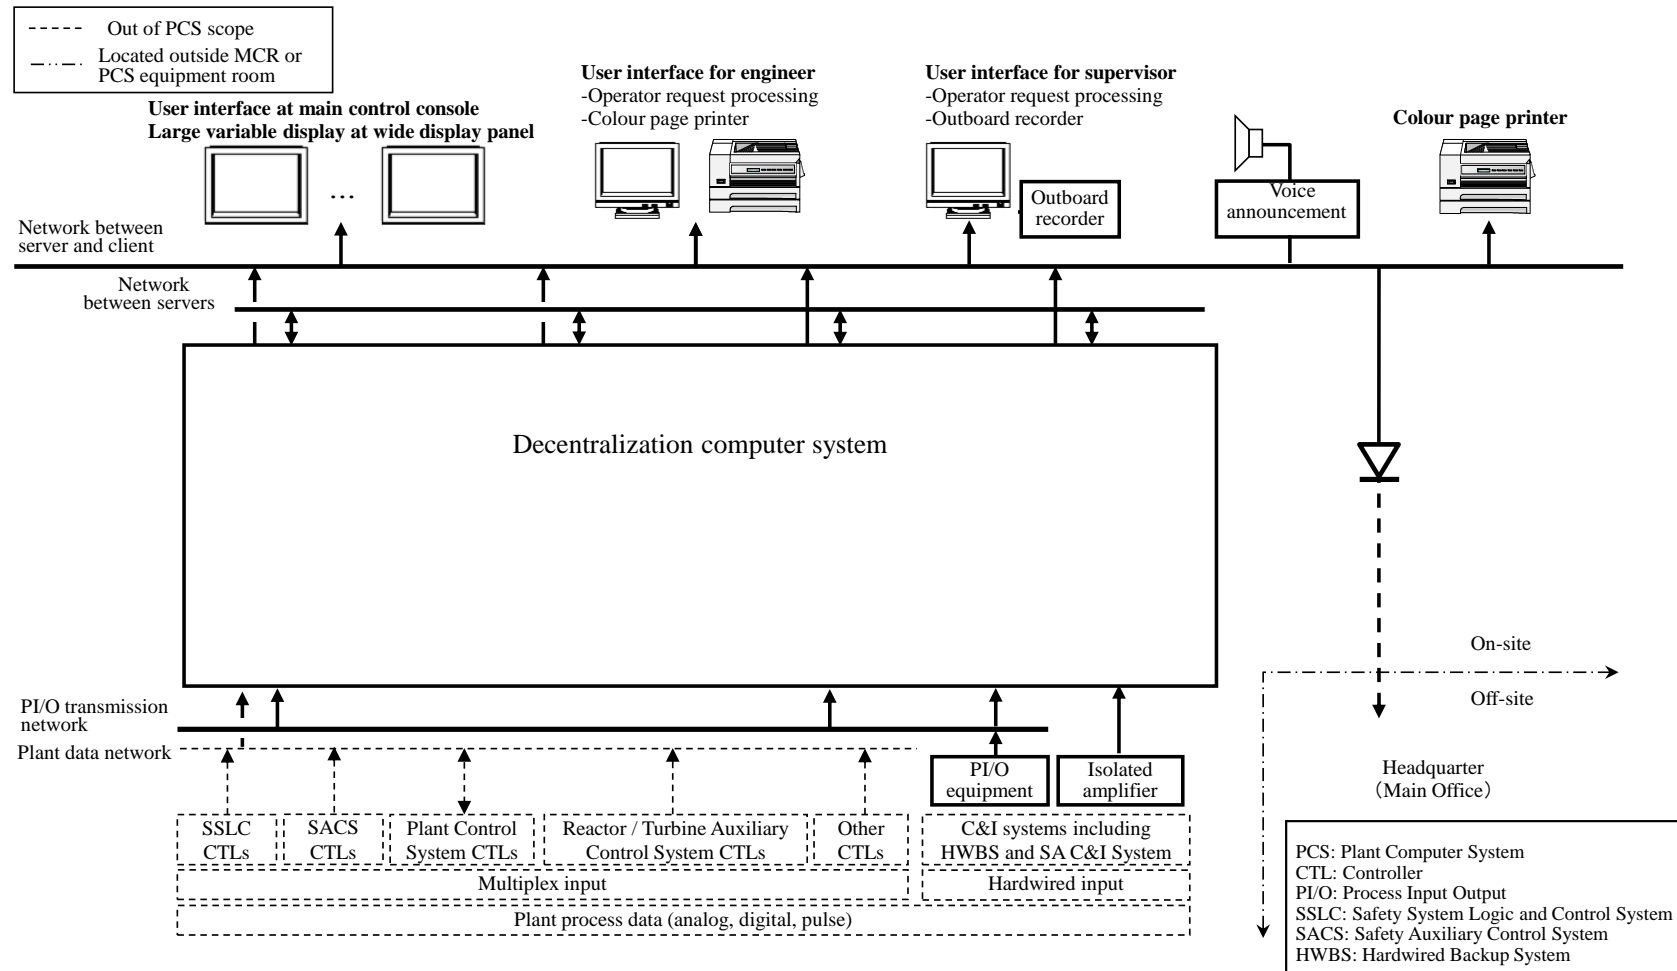 Out of PCS scope
Located outside MCR or
PCS equipment room
User interface at main control console
Large variable display at wide display panel
...
User interface for engineer
-Operator request processing
-Colour page printer
User interface for supervisor
-Operator request processing
-Outboard recorder
Outboard
recorder
Voice
announcement
Colour page printer
Network between
server and client
Network
between servers
Decentralization computer system
On-site
Off-site
PI/O transmission
network
Plant data network
PI/O
equipment
Isolated
amplifier
Headquarter
（Main Office）
SSLC
CTLs
SACS
CTLs
Plant Control
System CTLs
Reactor / Turbine Auxiliary
Control System CTLs
Other
CTLs
C&I systems including
HWBS and SA C&I System
Multiplex input
Hardwired input
Plant process data (analog, digital, pulse)
PCS: Plant Computer System
CTL: Controller
PI/O: Process Input Output
SSLC: Safety System Logic and Control System
SACS: Safety Auxiliary Control System
HWBS: Hardwired Backup System